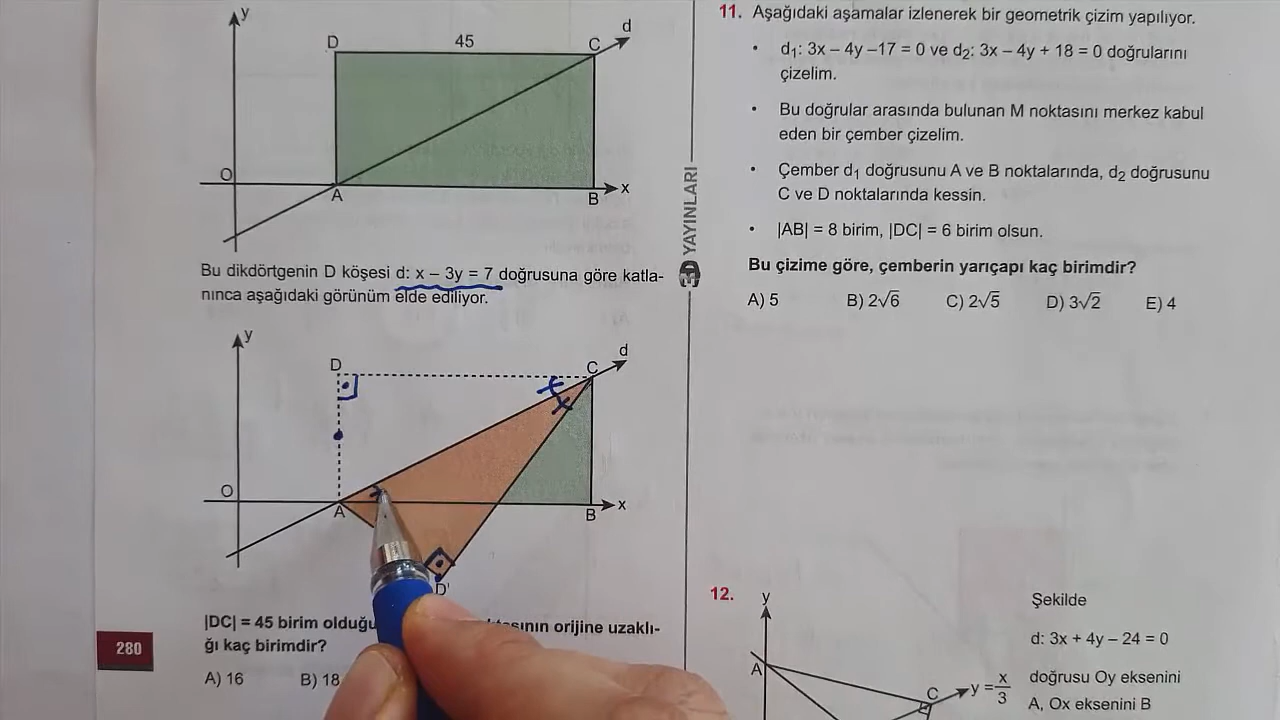 y
d
D
45
C
O
A
B
x
Bu dikdörtgenin D köşesi d: x – 3y = 7 doğrusuna göre katla-
nınca aşağıdaki görünüm elde ediliyor.
y
d
D
C
O
A
B
x
D'
|DC| = 45 birim
ının orijine uzaklı-
ğı kaç birimdir?
A) 16
B) 18
280
3D YAYINLARI
11. Aşağıdaki aşamalar izlenerek bir geometrik çizim yapılıyor.
• d1: 3x – 4y –17 = 0 ve d2: 3x – 4y + 18 = 0 doğrularını
çizelim.
• Bu doğrular arasında bulunan M noktasını merkez kabul
eden bir çember çizelim.
• Çember d1 doğrusunu A ve B noktalarında, d2 doğrusunu
C ve D noktalarında kessin.
• |AB| = 8 birim, |DC| = 6 birim olsun.
Bu çizime göre, çemberin yarıçapı kaç birimdir?
A) 5 B) 2√6 C) 2√5 D) 3√2 E) 4
12.
y
A
C
y = x/3
Şekilde
d: 3x + 4y – 24 = 0
doğrusu Oy eksenini
A, Ox eksenini B